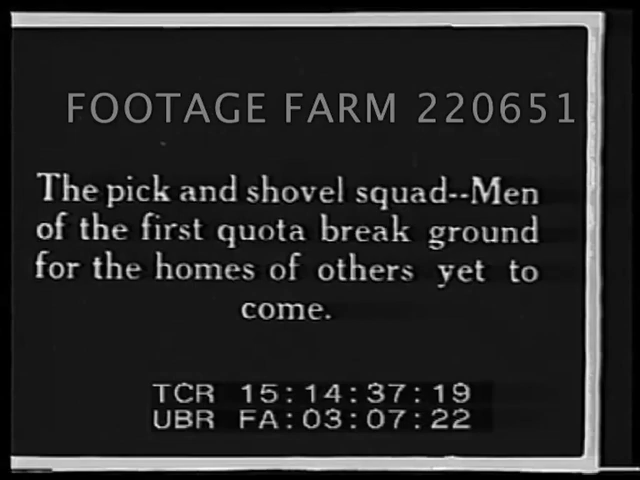 FOOTAGE FARM 220651
The pick and shovel squad--Men
of the first quota break ground
for the homes of others yet to
come.
TCR 15:14:37:19
UBR FA:03:07:22